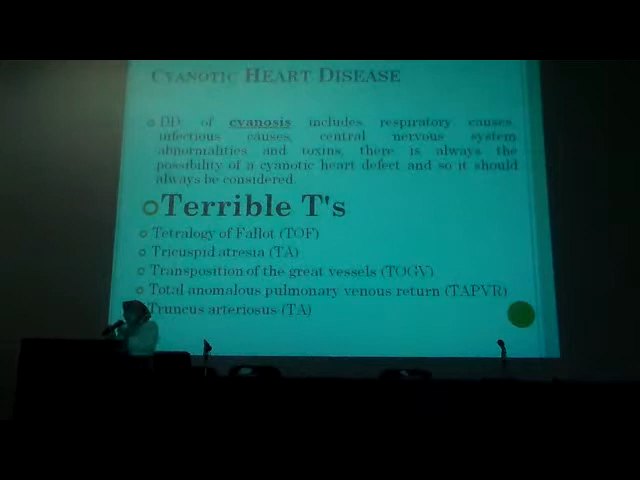 CYANOTIC HEART DISEASE
DD of cyanosis includes respiratory causes,
infectious causes, central nervous system
abnormalities and toxins, there is always the
possibility of a cyanotic heart defect and so it should
always be considered.
Terrible T's
Tetralogy of Fallot (TOF)
Tricuspid atresia (TA)
Transposition of the great vessels (TOGV)
Total anomalous pulmonary venous return (TAPVR)
Truncus arteriosus (TA)